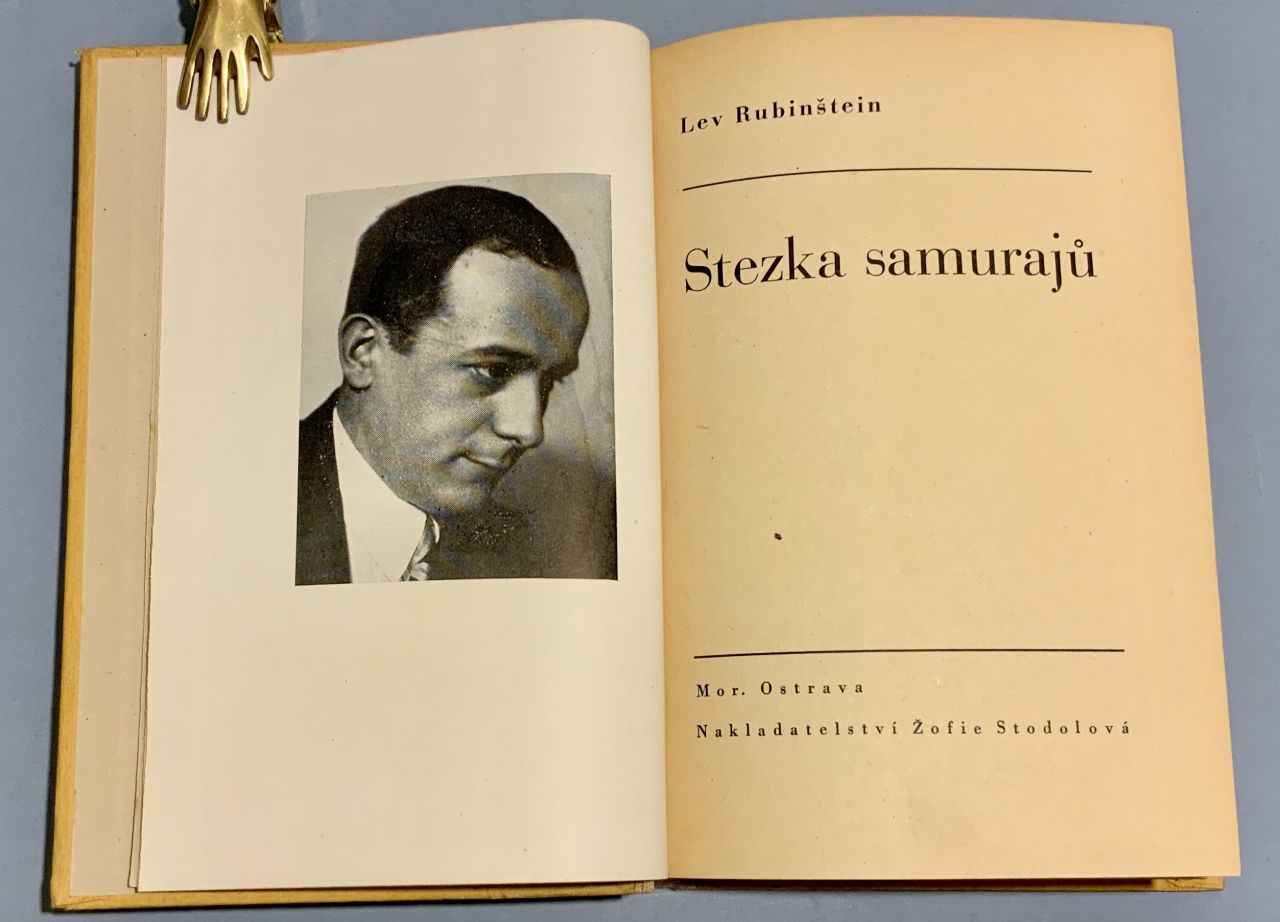 Lev Rubinštein
Stezka samurajů
Mor. Ostrava
Nakladatelství Žofie Stodolová